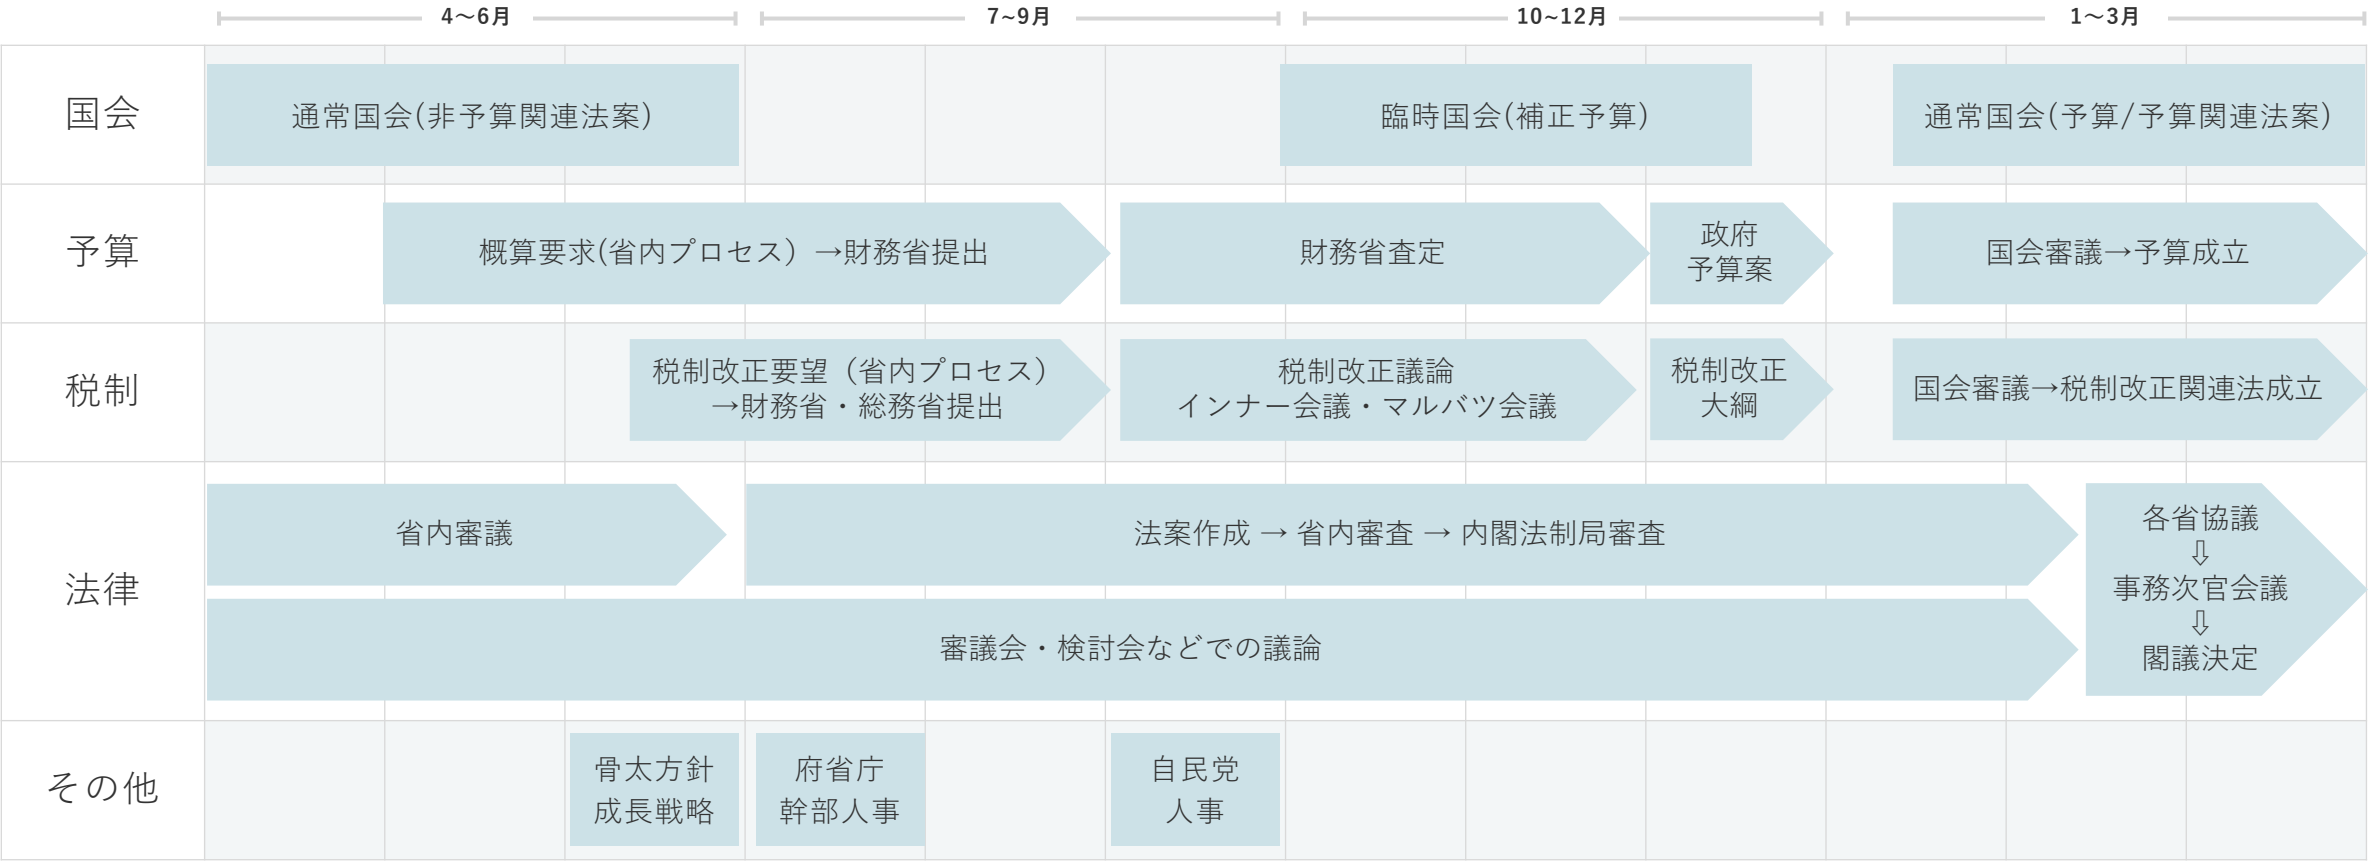 4〜6月
7~9月
10~12月
1〜3月
国会
通常国会(非予算関連法案)
臨時国会(補正予算)
通常国会(予算/予算関連法案)
予算
概算要求(省内プロセス）→財務省提出
財務省査定
政府
予算案
国会審議→予算成立
税制
税制改正要望（省内プロセス）
→財務省・総務省提出
税制改正議論
インナー会議・マルバツ会議
税制改正
大綱
国会審議→税制改正関連法成立
法律
省内審議
法案作成 → 省内審査 → 内閣法制局審査
審議会・検討会などでの議論
各省協議
⇩
事務次官会議
⇩
閣議決定
その他
骨太方針
成長戦略
府省庁
幹部人事
自民党
人事